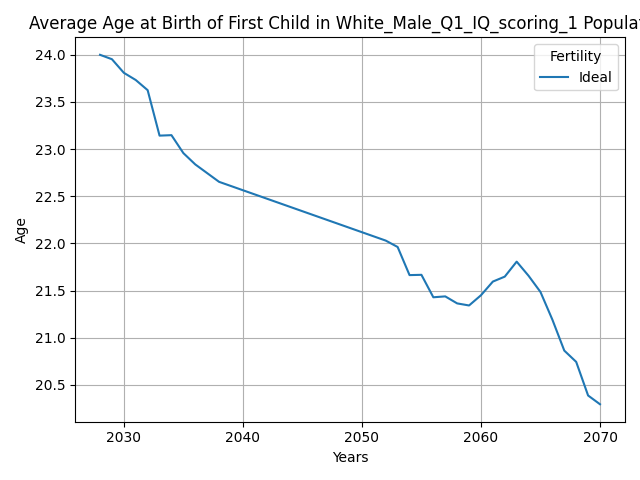 Average Age at Birth of First Child in White_Male_Q1_IQ_scoring_1
Fertility
Ideal
24.0
23.5
23.0
22.5
22.0
21.5
21.0
20.5
Age
2030 2040 2050 2060 2070
Years